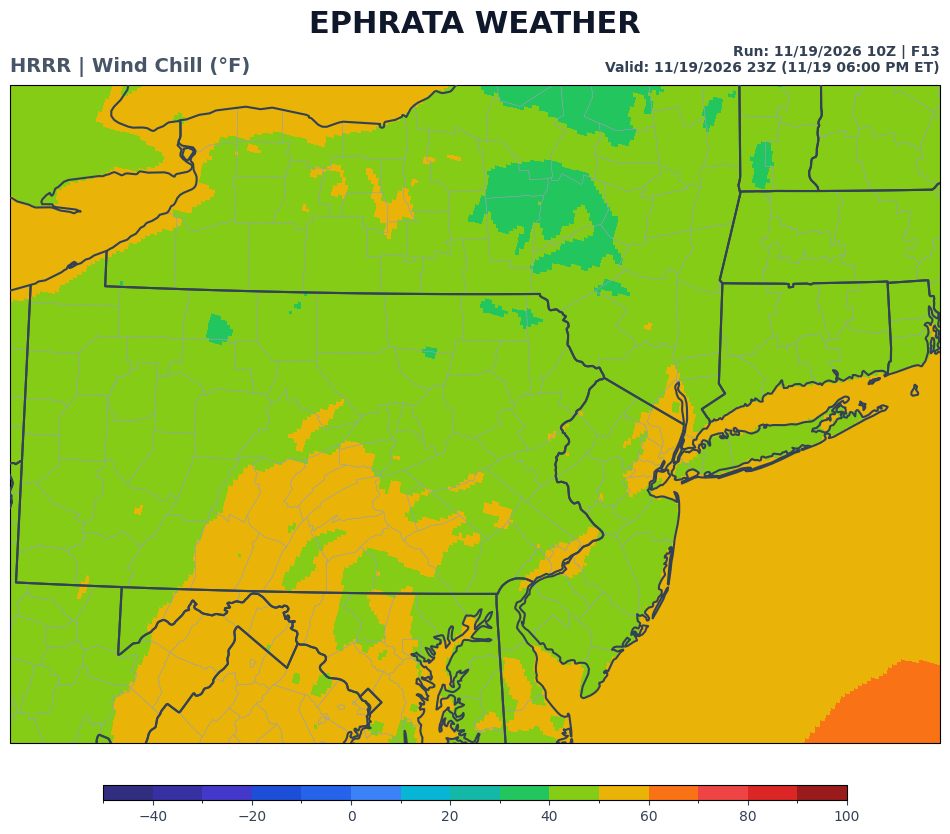 EPHRATA WEATHER
HRRR | Wind Chill (°F)
Run: 11/19/2026 10Z | F13
Valid: 11/19/2026 23Z (11/19 06:00 PM ET)
−40 −20 0 20 40 60 80 100